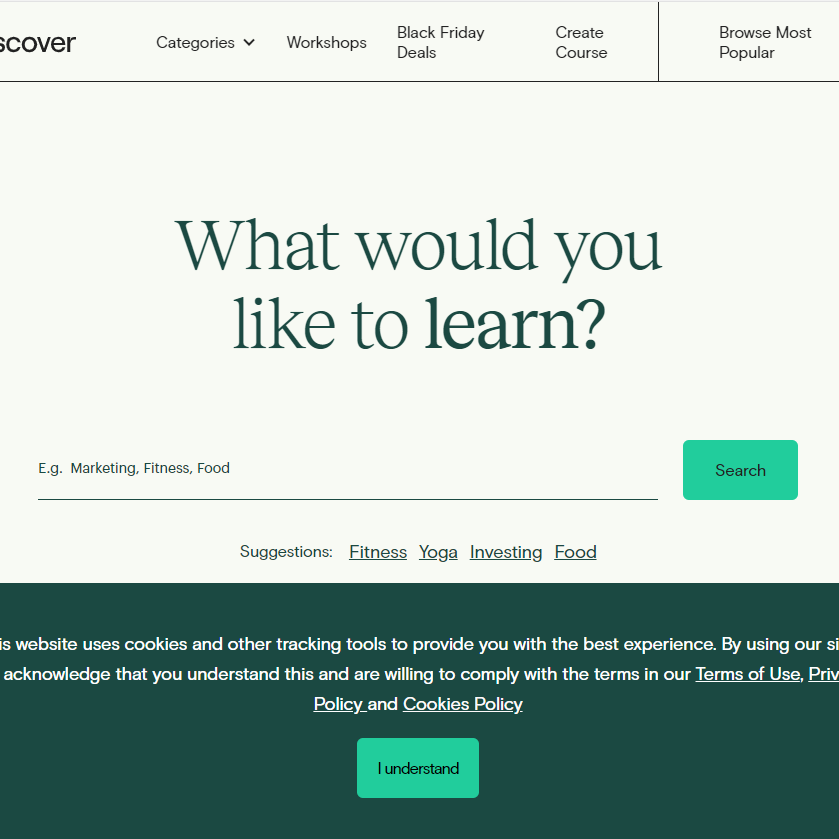 scover
Categories
Workshops
Black Friday
Deals
Create
Course
Browse Most
Popular
What would you
like to learn?
E.g. Marketing, Fitness, Food
Search
Suggestions: Fitness Yoga Investing Food
is website uses cookies and other tracking tools to provide you with the best experience. By using our si
acknowledge that you understand this and are willing to comply with the terms in our Terms of Use, Priv
Policy and Cookies Policy
I understand